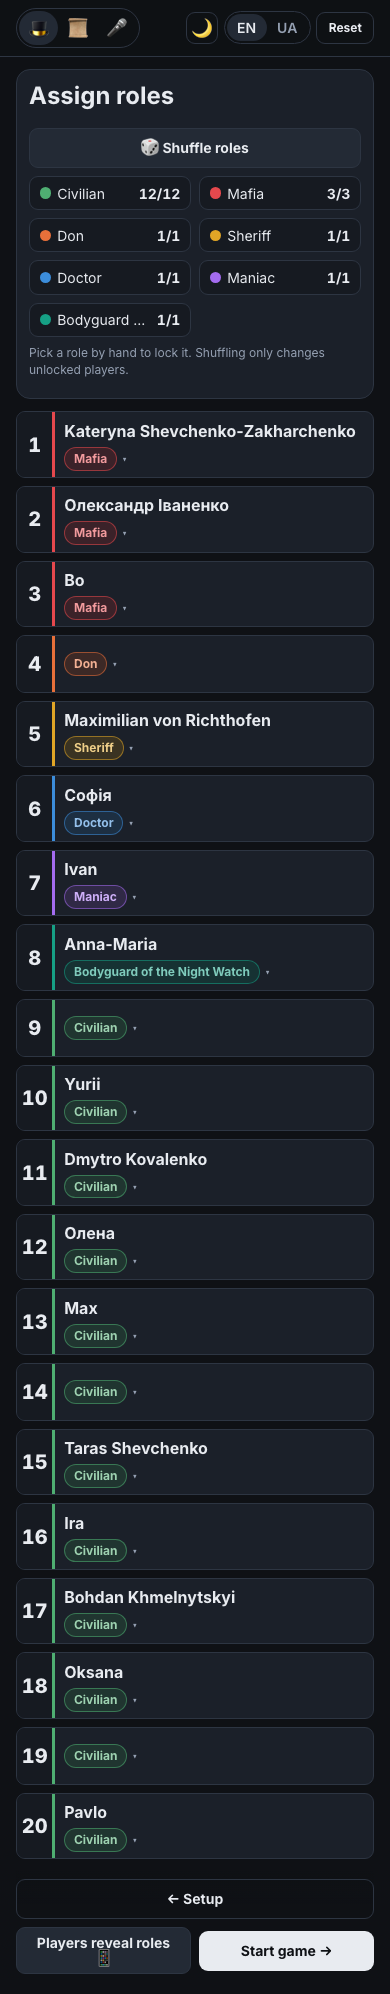 EN UA Reset
Assign roles
Shuffle roles
Civilian 12/12 Mafia 3/3
Don 1/1 Sheriff 1/1
Doctor 1/1 Maniac 1/1
Bodyguard ... 1/1
Pick a role by hand to lock it. Shuffling only changes
unlocked players.
1 Kateryna Shevchenko-Zakharchenko
Mafia
2 Олександр Іваненко
Mafia
3 Bo
Mafia
4 Don
5 Maximilian von Richthofen
Sheriff
6 Софія
Doctor
7 Ivan
Maniac
8 Anna-Maria
Bodyguard of the Night Watch
9 Civilian
10 Yurii
Civilian
11 Dmytro Kovalenko
Civilian
12 Олена
Civilian
13 Max
Civilian
14 Civilian
15 Taras Shevchenko
Civilian
16 Ira
Civilian
17 Bohdan Khmelnytskyi
Civilian
18 Oksana
Civilian
19 Civilian
20 Pavlo
Civilian
← Setup
Players reveal roles
Start game →